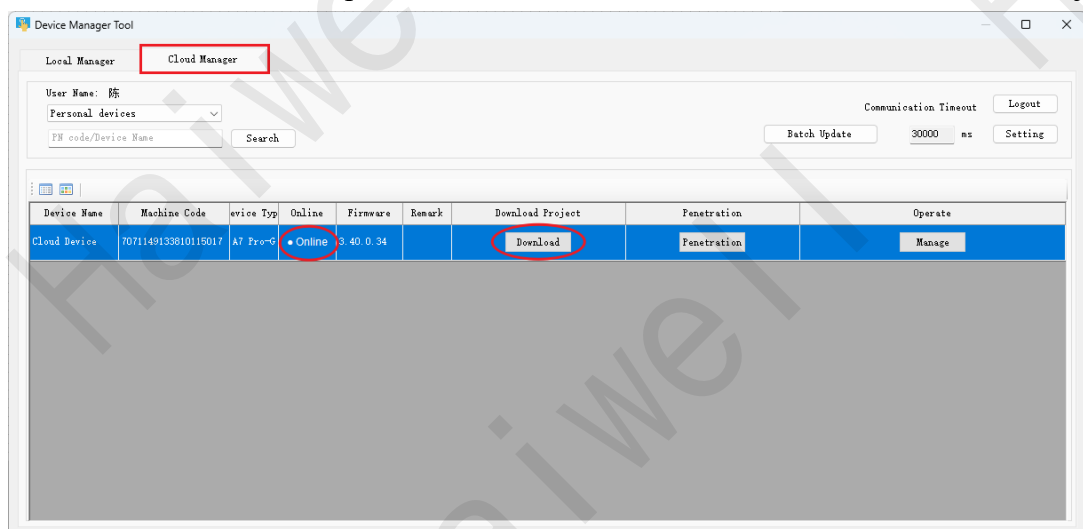 Device Manager Tool
Local Manager
Cloud Manager
User Name: 陈
Personal devices
Communication Timeout
Logout
PN code/Device Name
Search
Batch Update
30000 ms
Setting
Device Name
Machine Code
evice Typ
Online
Firmware
Remark
Download Project
Penetration
Operate
Cloud Device
7071149133810115017
A7 Pro-G
Online
3.40.0.34
Download
Penetration
Manage
Haiwell
Haiwell